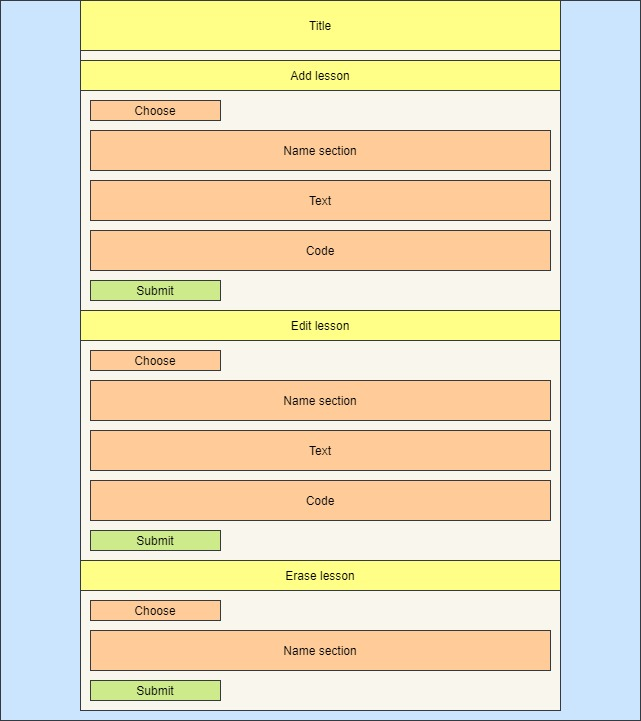 Title
Add lesson
Choose
Name section
Text
Code
Submit
Edit lesson
Choose
Name section
Text
Code
Submit
Erase lesson
Choose
Name section
Submit